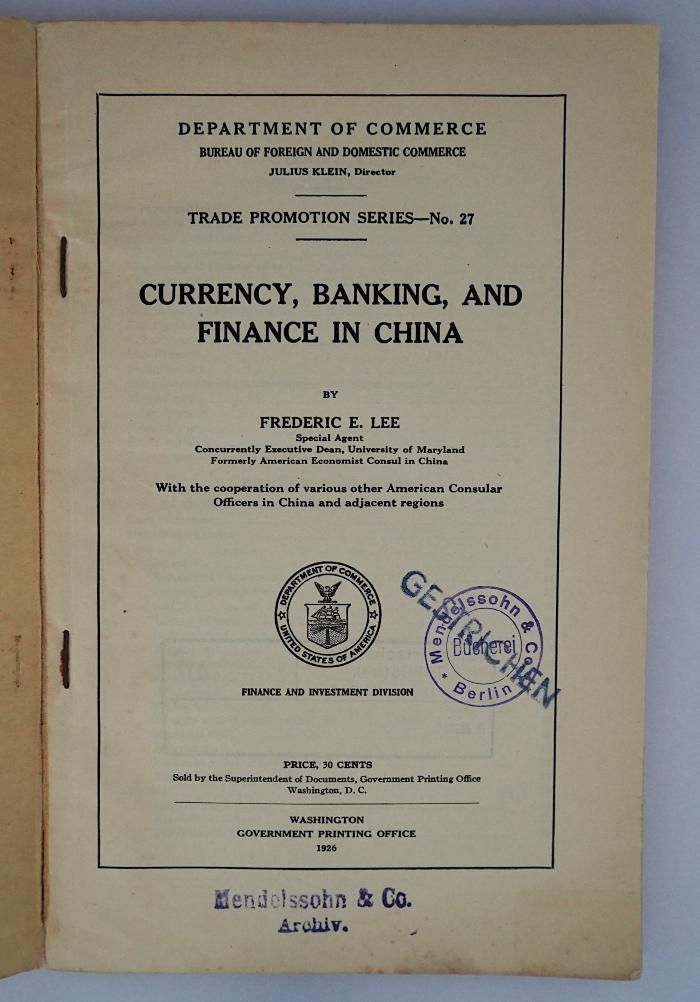 DEPARTMENT OF COMMERCE
BUREAU OF FOREIGN AND DOMESTIC COMMERCE
JULIUS KLEIN, Director
TRADE PROMOTION SERIES—No. 27
CURRENCY, BANKING, AND
FINANCE IN CHINA
BY
FREDERIC E. LEE
Special Agent
Concurrently Executive Dean, University of Maryland
Formerly American Economist Consul in China
With the cooperation of various other American Consular
Officers in China and adjacent regions
DEPARTMENT OF COMMERCE
UNITED STATES OF AMERICA
GESTRICHEN
Mendelssohn & Co.
Bücherei
* Berlin *
FINANCE AND INVESTMENT DIVISION
PRICE, 30 CENTS
Sold by the Superintendent of Documents, Government Printing Office
Washington, D. C.
WASHINGTON
GOVERNMENT PRINTING OFFICE
1926
Mendelssohn & Co.
Archiv.